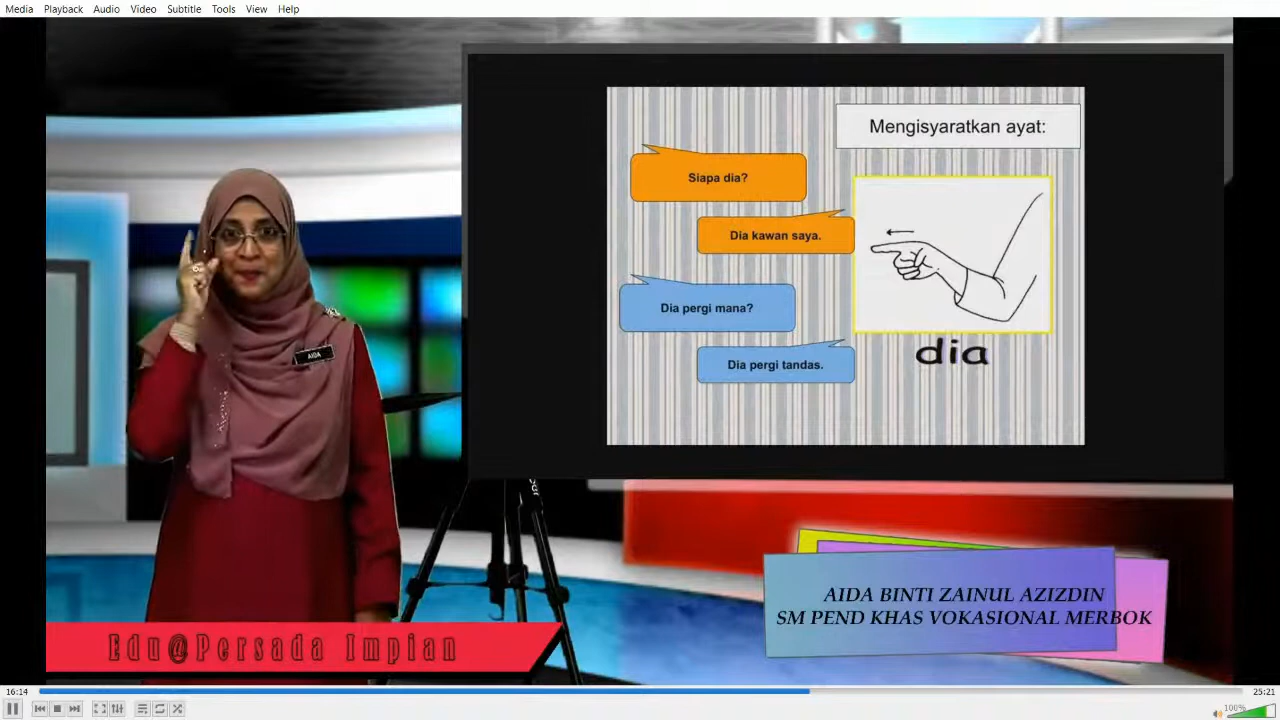 Media Playback Audio Video Subtitle Tools View Help
Mengisyaratkan ayat:
Siapa dia?
Dia kawan saya.
Dia pergi mana?
Dia pergi tandas.
dia
AIDA
AIDA BINTI ZAINUL AZIZDIN
SM PEND KHAS VOKASIONAL MERBOK
Edu@Persada Impian
16:14
25:21
100%